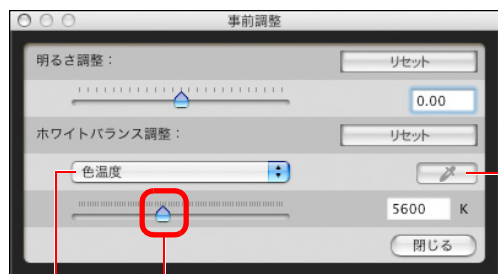 事前調整
明るさ調整： リセット
0.00
ホワイトバランス調整： リセット
色温度
5600 K
閉じる